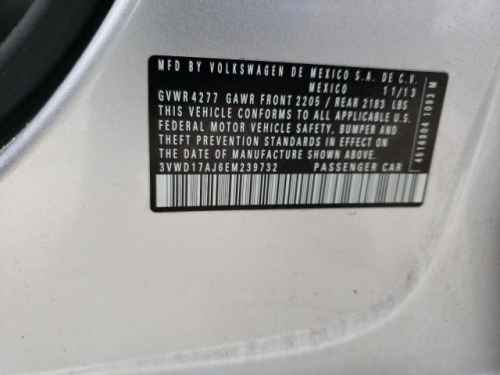 MFD BY VOLKSWAGEN DE MEXICO S.A. DE C.V.
MEXICO 11/13
GVWR 4277 GAWR FRONT 2205 / REAR 2183 LBS
THIS VEHICLE CONFORMS TO ALL APPLICABLE U.S.
FEDERAL MOTOR VEHICLE SAFETY, BUMPER AND
THEFT PREVENTION STANDARDS IN EFFECT ON
THE DATE OF MANUFACTURE SHOWN ABOVE
3VWD17AJ6EM239732 PASSENGER CAR
4516904 1093 M